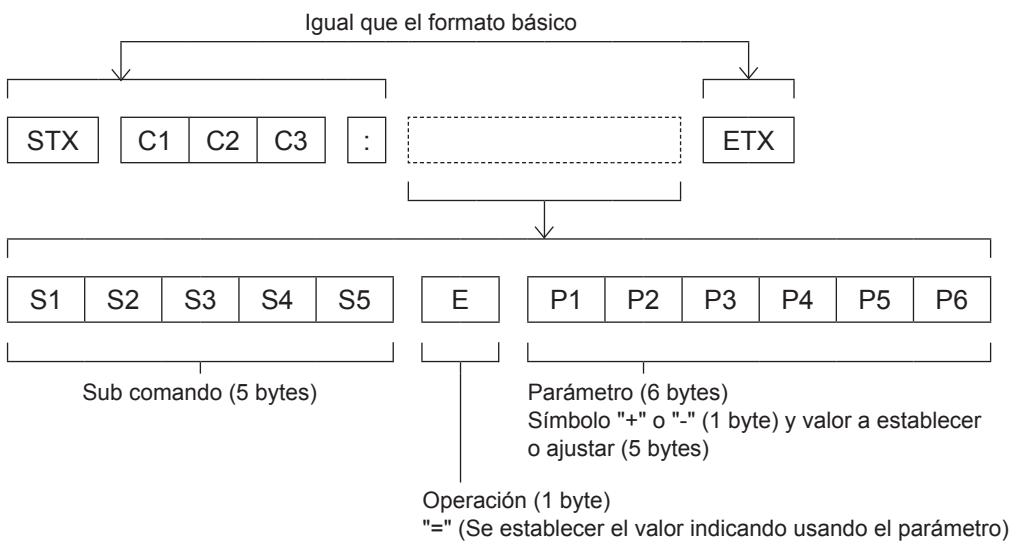 Igual que el formato básico
STX C1 C2 C3 : ETX
S1 S2 S3 S4 S5 E P1 P2 P3 P4 P5 P6
Sub comando (5 bytes)
Parámetro (6 bytes)
Símbolo "+" o "-" (1 byte) y valor a establecer
o ajustar (5 bytes)
Operación (1 byte)
"=" (Se establecer el valor indicando usando el parámetro)